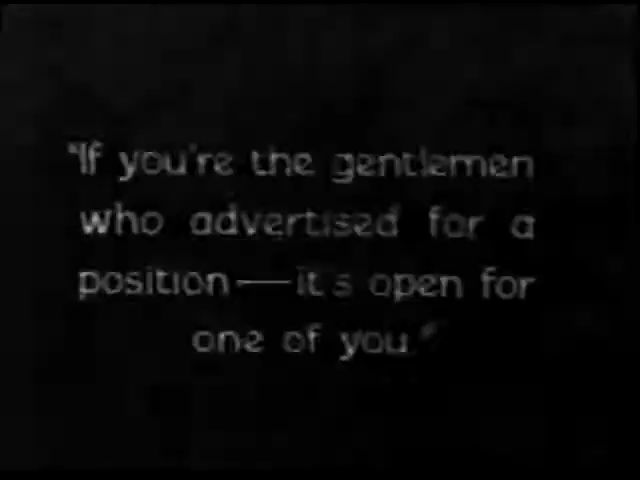 "If you're the gentlemen
who advertised for a
position—it's open for
one of you."